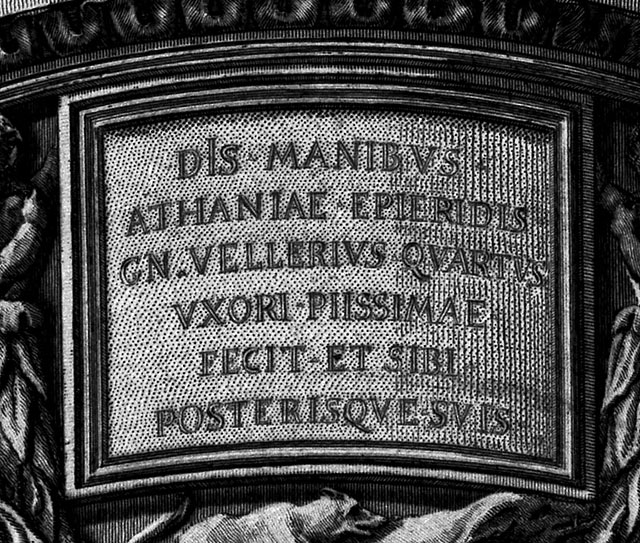 DIS · MANIBVS ·
ATHANIAE · EPIERIDIS
GN · VELLERIVS QVARTVS
VXORI · PIISSIMAE
FECIT · ET SIBI
POSTERISQVE · SVIS